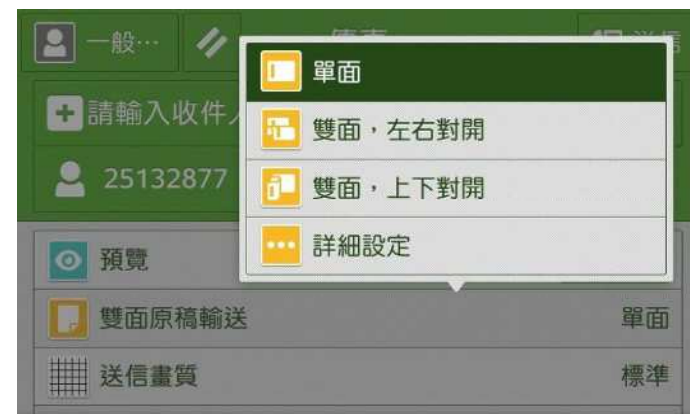 一般…
單面
請輸入收件
雙面，左右對開
25132877
雙面，上下對開
預覽
詳細設定
雙面原稿輸送
單面
送信畫質
標準